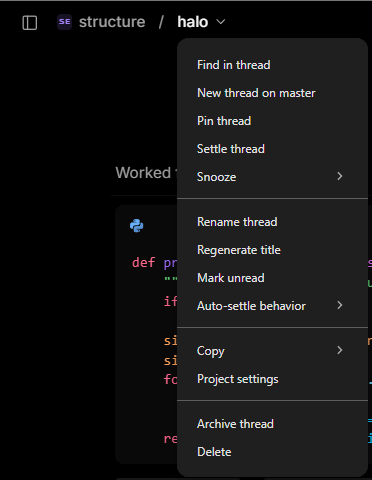 SE structure / halo
Find in thread
New thread on master
Pin thread
Settle thread
Snooze
Worked
Rename thread
Regenerate title
Mark unread
Auto-settle behavior
Copy
Project settings
Archive thread
Delete
def pr
""
if
si
si
fo
re